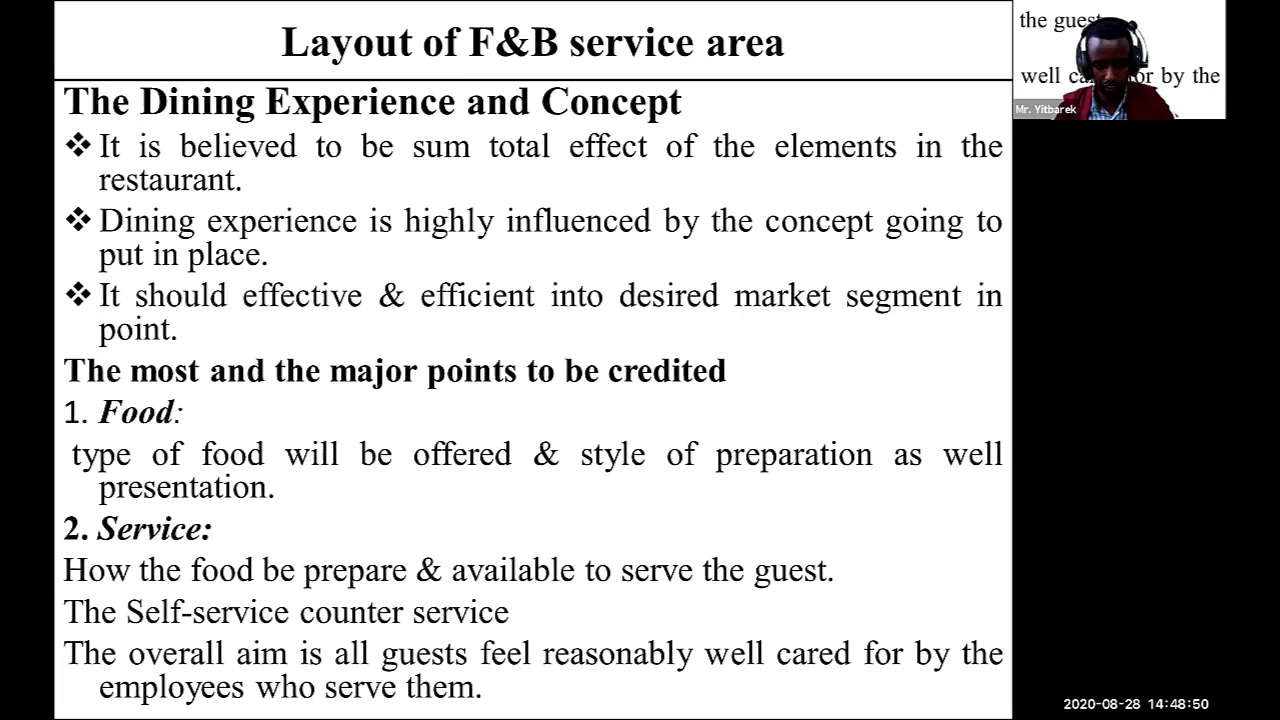 Layout of F&B service area
The Dining Experience and Concept
❖ It is believed to be sum total effect of the elements in the
restaurant.
❖ Dining experience is highly influenced by the concept going to
put in place.
❖ It should effective & efficient into desired market segment in
point.
The most and the major points to be credited
1. Food:
type of food will be offered & style of preparation as well
presentation.
2. Service:
How the food be prepare & available to serve the guest.
The Self-service counter service
The overall aim is all guests feel reasonably well cared for by the
employees who serve them.
the guest
well or by the
Mr. Yitbarek
2020-08-28 14:48:50